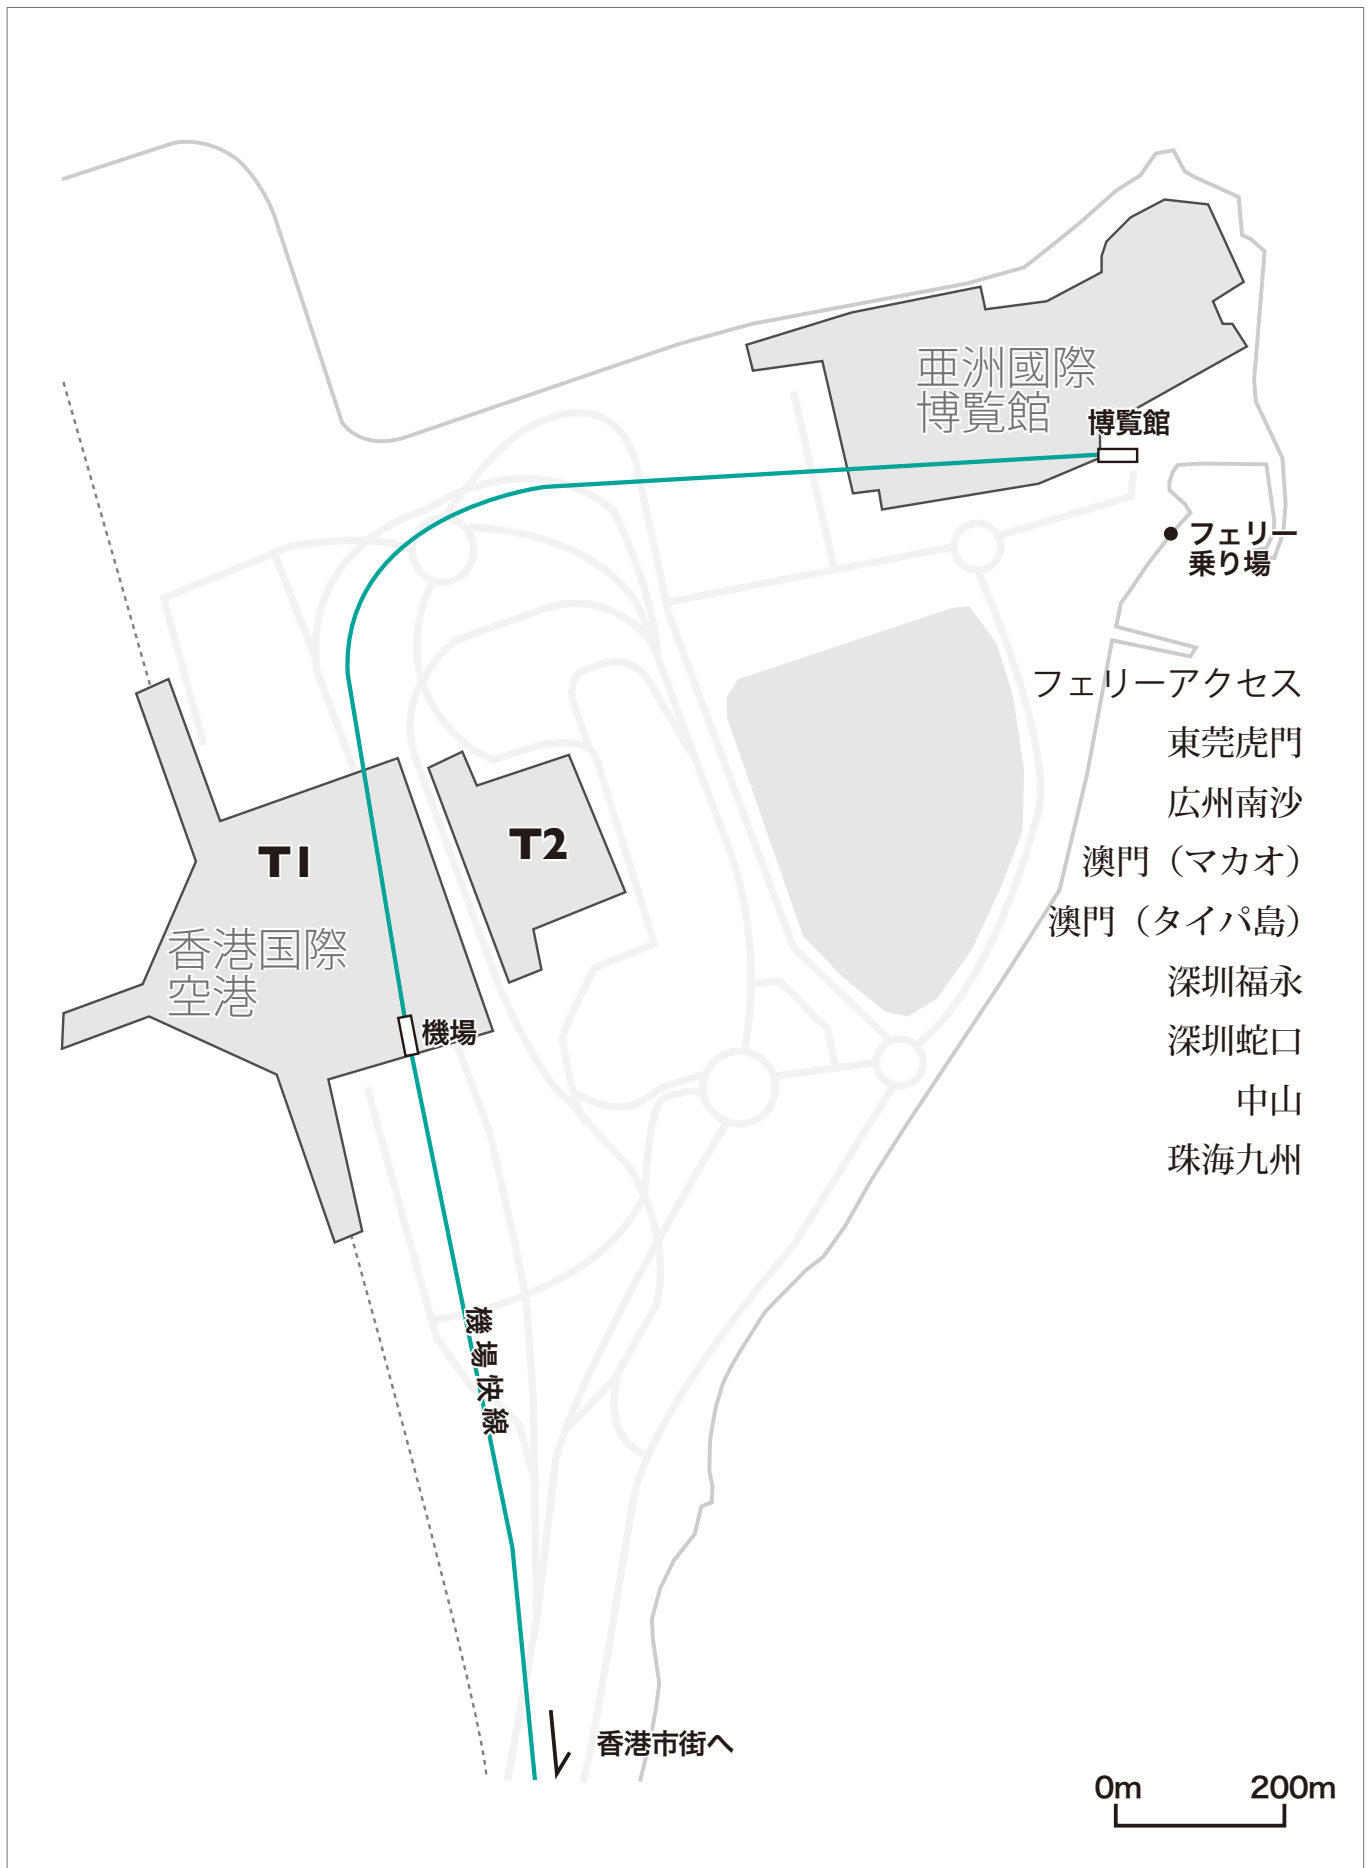 亜洲國際
博覧館
博覧館
フェリー
乗り場
フェリーアクセス
東莞虎門
広州南沙
澳門（マカオ）
澳門（タイパ島）
深圳福永
深圳蛇口
中山
珠海九州
T1
T2
香港国際
空港
機場
機場快線
香港市街へ
0m
200m